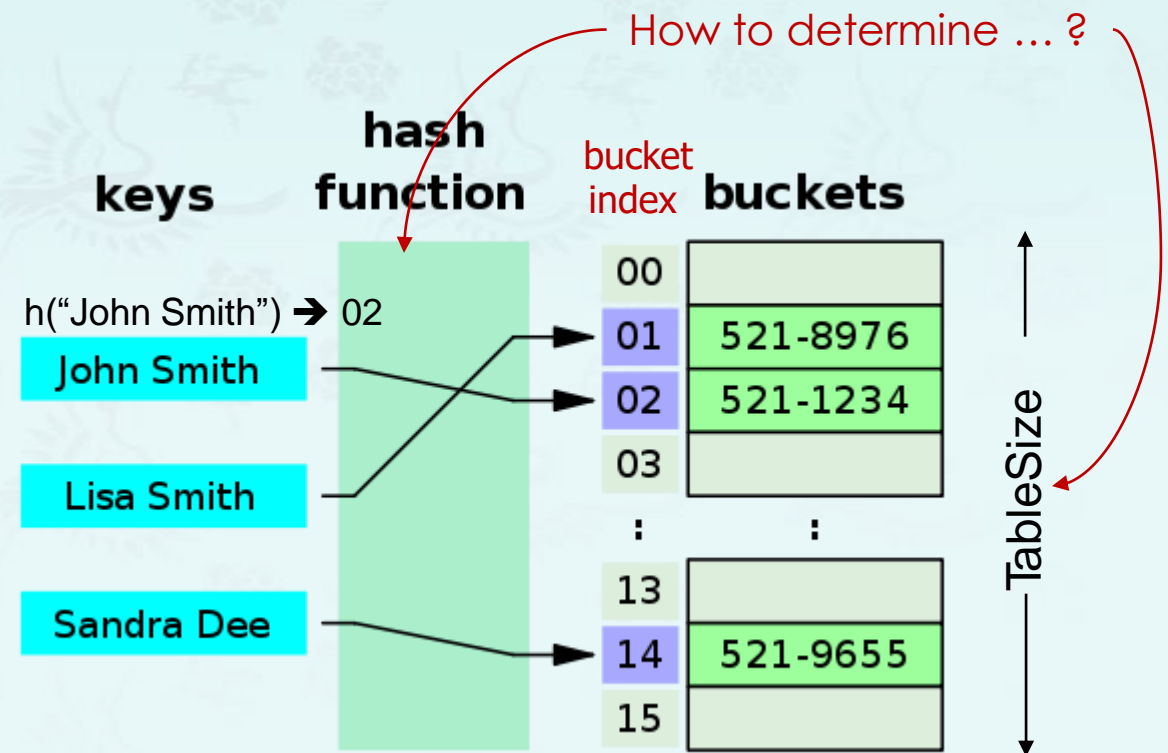 How to determine ... ?
keys
hash
function
bucket
index
buckets
h(“John Smith”) ➔ 02
John Smith
Lisa Smith
Sandra Dee
00
01 521-8976
02 521-1234
03
: :
13
14 521-9655
15
TableSize